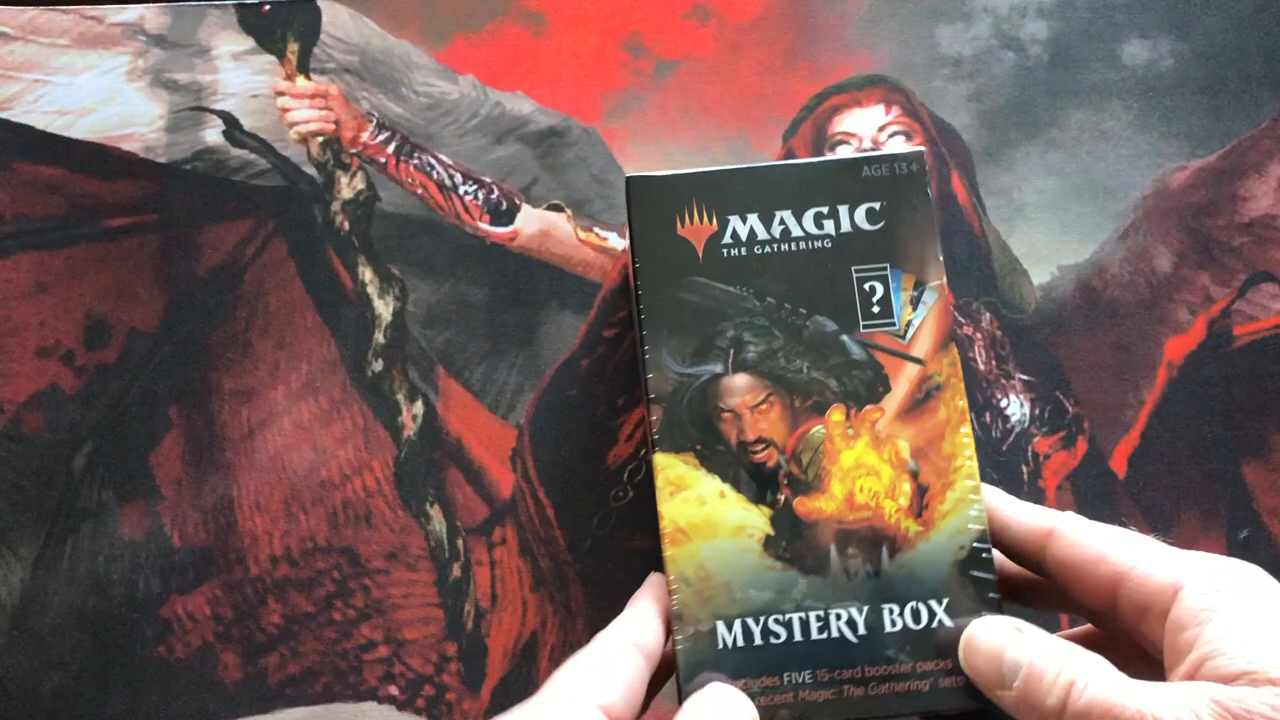 AGE 13+
MAGIC
THE GATHERING
?
MYSTERY BOX
includes FIVE 15-card booster packs
recent Magic: The Gathering® sets